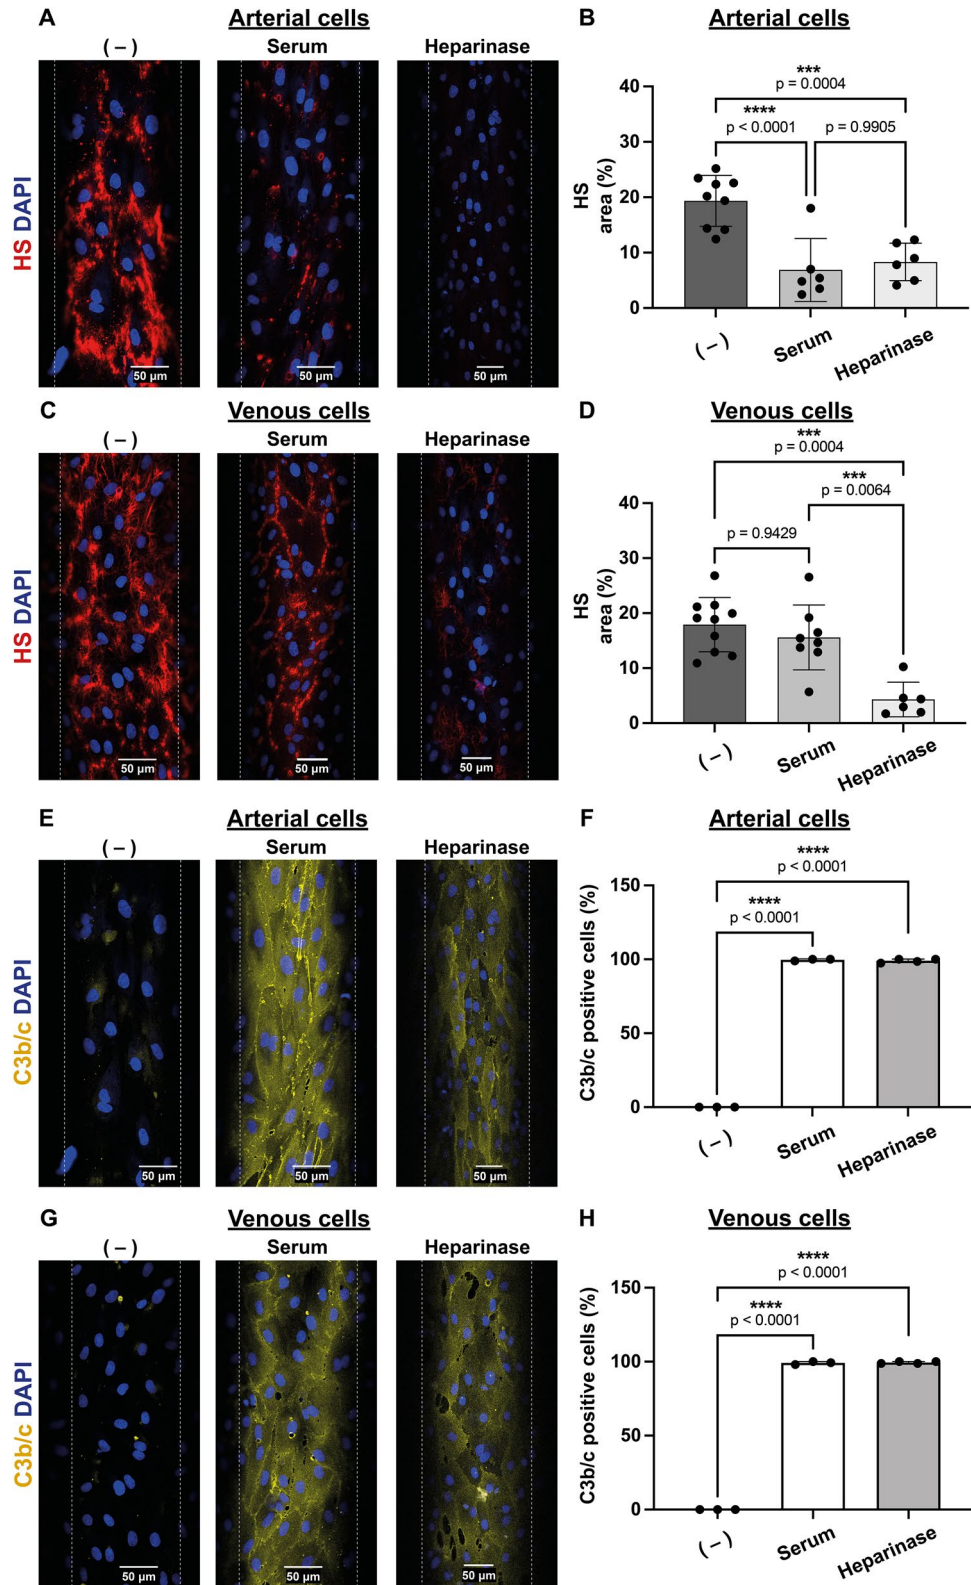 A
Arterial cells
( – )
Serum
Heparinase
HS DAPI
50 µm
50 µm
50 µm
B
Arterial cells
***
p = 0.0004
****
p < 0.0001
p = 0.9905
HS
area (%)
40
30
20
10
0
( – )
Serum
Heparinase
C
Venous cells
( – )
Serum
Heparinase
HS DAPI
50 µm
50 µm
50 µm
D
Venous cells
***
p = 0.0004
***
p = 0.0064
p = 0.9429
HS
area (%)
40
30
20
10
0
( – )
Serum
Heparinase
E
Arterial cells
( – )
Serum
Heparinase
C3b/c DAPI
50 µm
50 µm
50 µm
F
Arterial cells
****
p < 0.0001
****
p < 0.0001
C3b/c positive cells (%)
150
100
50
0
( – )
Serum
Heparinase
G
Venous cells
( – )
Serum
Heparinase
C3b/c DAPI
50 µm
50 µm
50 µm
H
Venous cells
****
p < 0.0001
****
p < 0.0001
C3b/c positive cells (%)
150
100
50
0
( – )
Serum
Heparinase